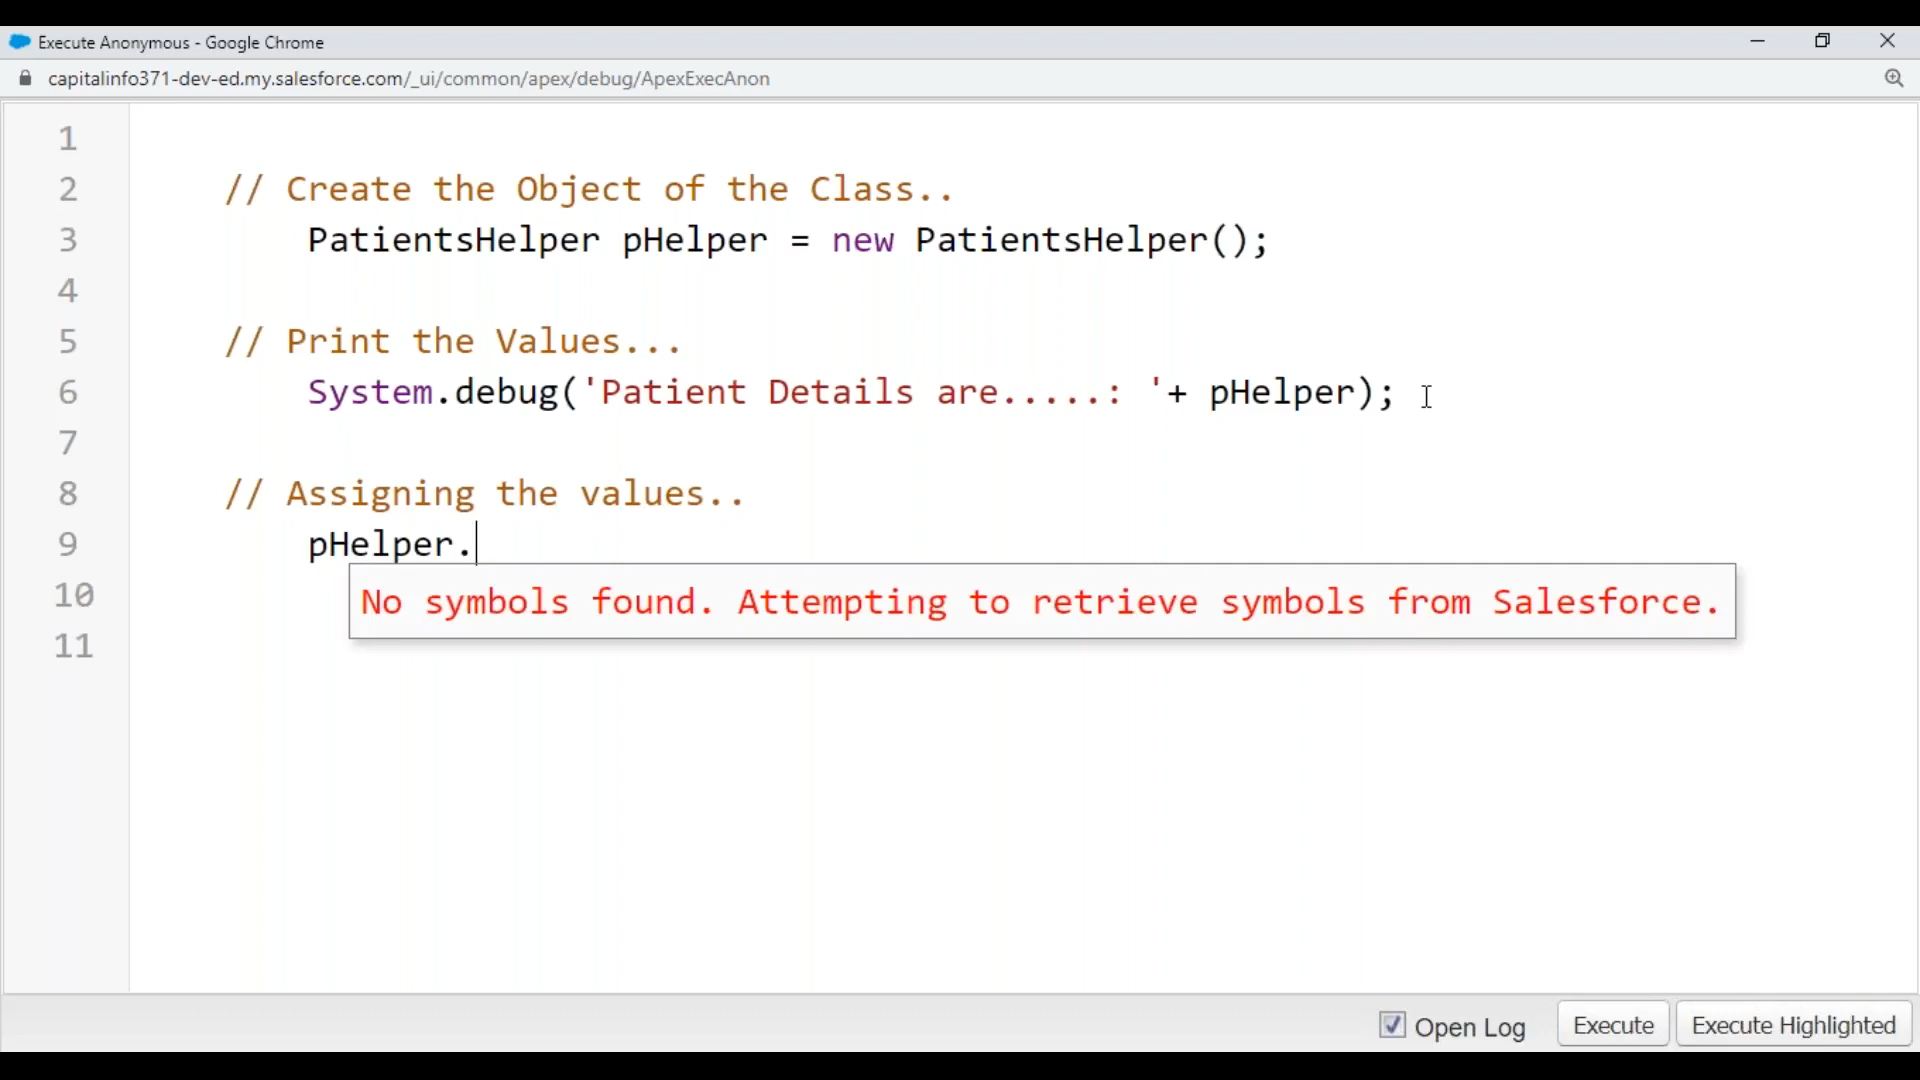 Execute Anonymous - Google Chrome
capitalinfo371-dev-ed.my.salesforce.com/_ui/common/apex/debug/ApexExecAnon
1
2 // Create the Object of the Class..
3 PatientsHelper pHelper = new PatientsHelper();
4
5 // Print the Values...
6 System.debug('Patient Details are.....: '+ pHelper);
7
8 // Assigning the values..
9 pHelper.
10 No symbols found. Attempting to retrieve symbols from Salesforce.
11
Open Log Execute Execute Highlighted